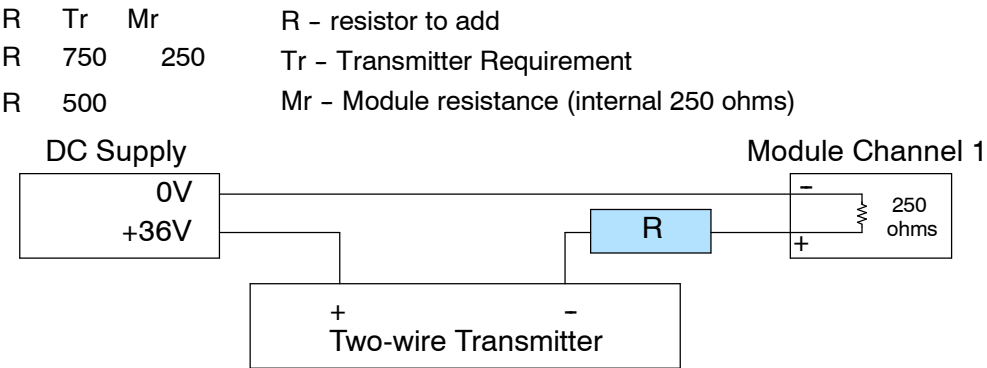 R Tr Mr R – resistor to add
R 750 250 Tr – Transmitter Requirement
R 500 Mr – Module resistance (internal 250 ohms)
DC Supply Module Channel 1
0V –
+36V R + 250 ohms
+ –
Two-wire Transmitter